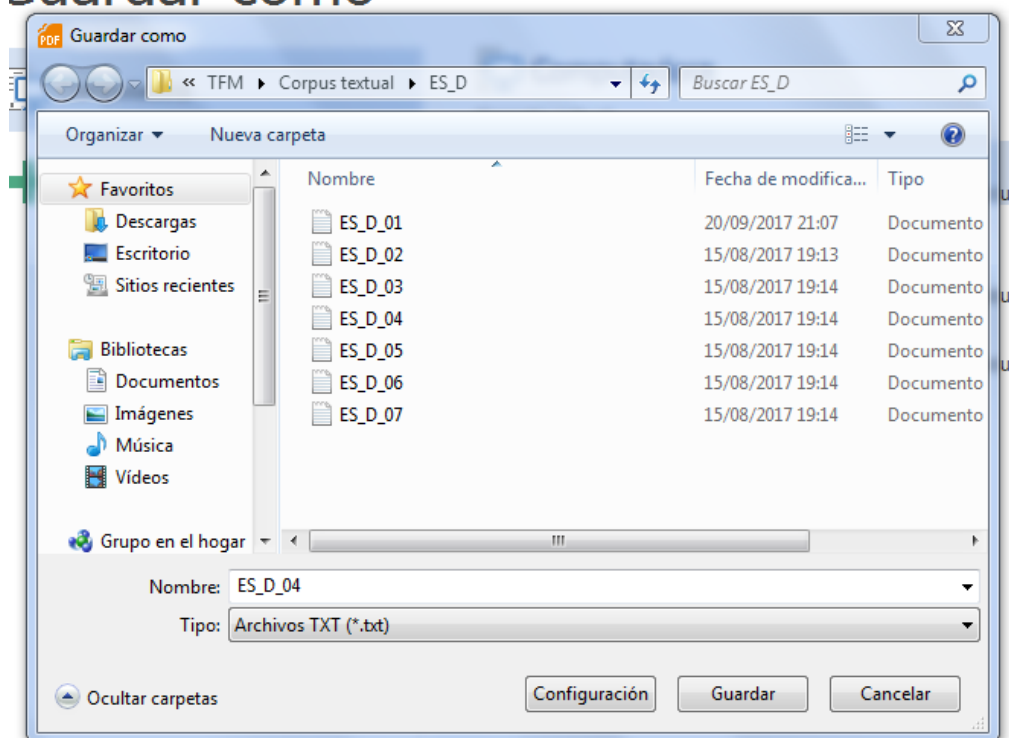 Guardar como
PDF Guardar como
« TFM Corpus textual ES_D Buscar ES_D
Organizar Nueva carpeta
Favoritos
Descargas
Escritorio
Sitios recientes
Bibliotecas
Documentos
Imágenes
Música
Vídeos
Grupo en el hogar
Nombre Fecha de modifica... Tipo
ES_D_01 20/09/2017 21:07 Documento
ES_D_02 15/08/2017 19:13 Documento
ES_D_03 15/08/2017 19:14 Documento
ES_D_04 15/08/2017 19:14 Documento
ES_D_05 15/08/2017 19:14 Documento
ES_D_06 15/08/2017 19:14 Documento
ES_D_07 15/08/2017 19:14 Documento
Nombre: ES_D_04
Tipo: Archivos TXT (*.txt)
Ocultar carpetas Configuración Guardar Cancelar